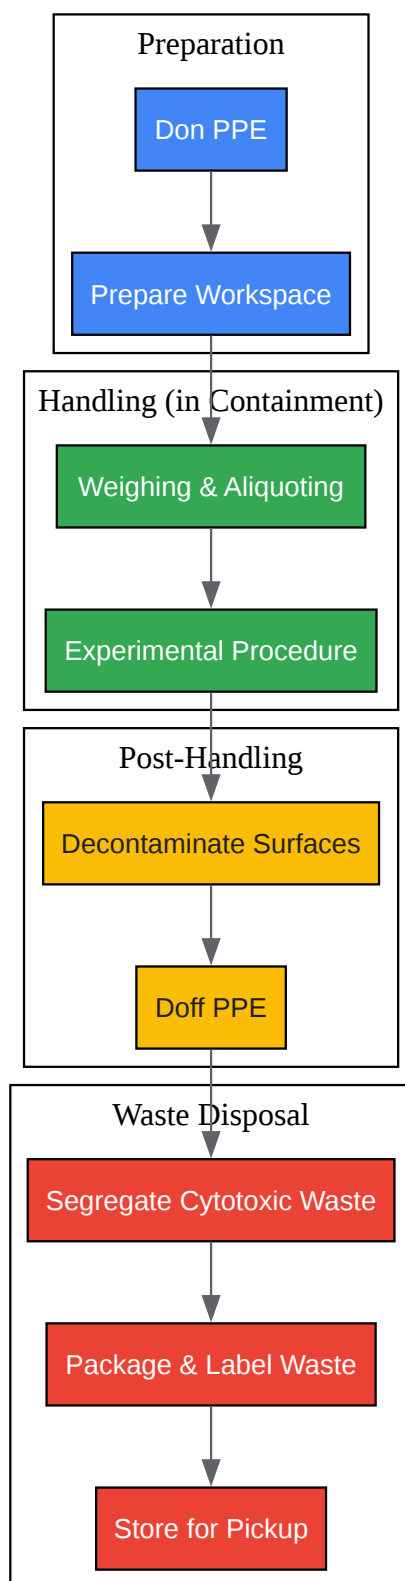 Preparation
Don PPE
Prepare Workspace
Handling (in Containment)
Weighing & Aliquoting
Experimental Procedure
Post-Handling
Decontaminate Surfaces
Doff PPE
Waste Disposal
Segregate Cytotoxic Waste
Package & Label Waste
Store for Pickup